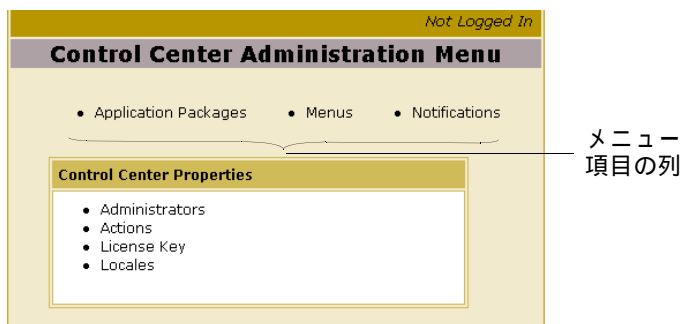 Not Logged In
Control Center Administration Menu
• Application Packages • Menus • Notifications
メニュー
項目の列
Control Center Properties
• Administrators
• Actions
• License Key
• Locales